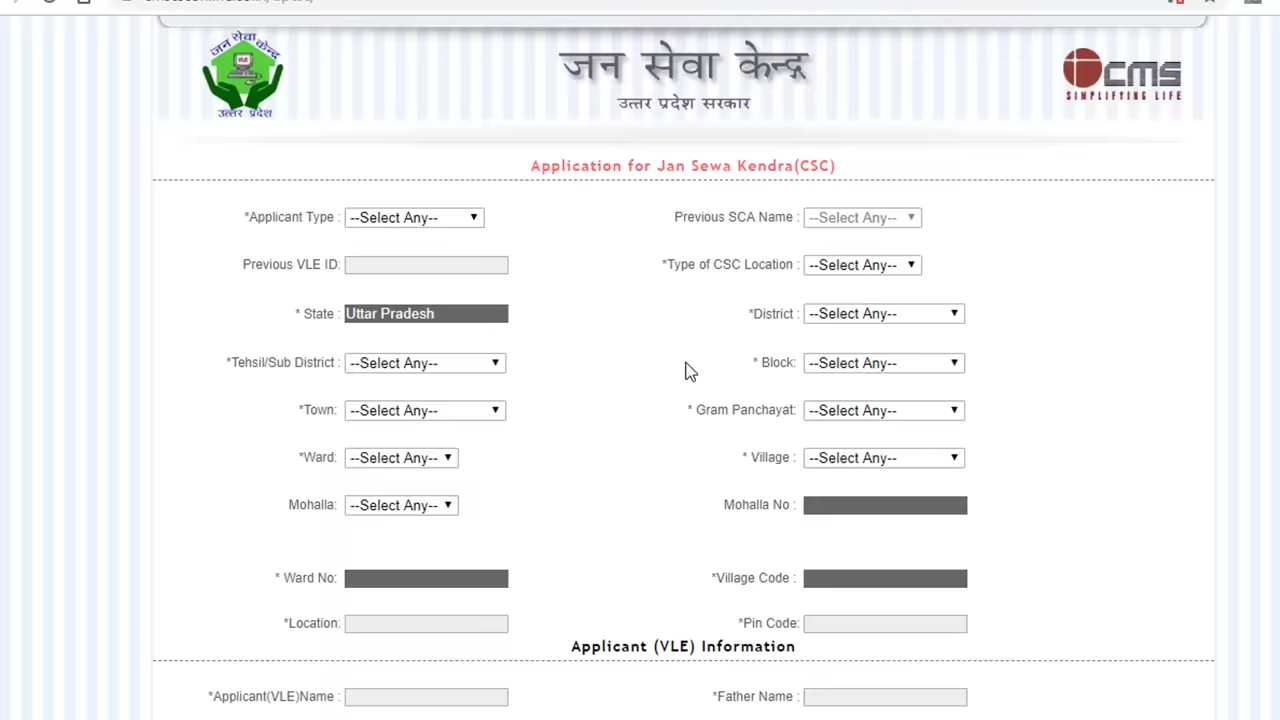 जन सेवा केन्द्र
VLE
उत्तर प्रदेश
जन सेवा केन्द्र
उत्तर प्रदेश सरकार
CMS
SIMPLIFYING LIFE
Application for Jan Sewa Kendra(CSC)
*Applicant Type : --Select Any-- Previous SCA Name : --Select Any--
Previous VLE ID: *Type of CSC Location : --Select Any--
* State : Uttar Pradesh *District : --Select Any--
*Tehsil/Sub District : --Select Any-- * Block: --Select Any--
*Town: --Select Any-- * Gram Panchayat: --Select Any--
*Ward: --Select Any-- * Village : --Select Any--
Mohalla: --Select Any-- Mohalla No :
* Ward No: *Village Code :
*Location: *Pin Code:
Applicant (VLE) Information
*Applicant(VLE)Name : *Father Name :